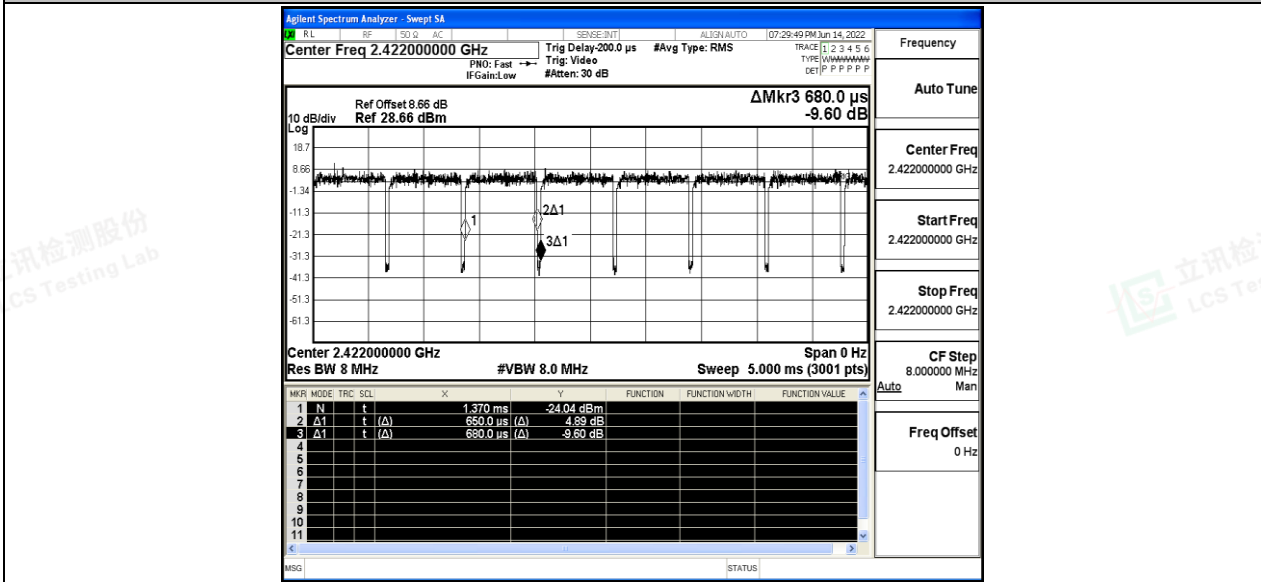 Agilent Spectrum Analyzer - Swept SA
RL RF 50 Ω AC SENSE:INT ALIGN AUTO 07:29:49 PM Jun 14, 2022
Center Freq 2.422000000 GHz
PNO: Fast
IFGain:Low
Trig Delay-200.0 µs
Trig: Video
#Atten: 30 dB
#Avg Type: RMS
TRACE 1 2 3 4 5 6
TYPE
DET P P P P P P
Frequency
Auto Tune
Ref Offset 8.66 dB
10 dB/div Ref 28.66 dBm
Log
ΔMkr3 680.0 µs
-9.60 dB
18.7
8.66
-1.34
-11.3
-21.3
-31.3
-41.3
-51.3
-61.3
1
2Δ1
3Δ1
Center 2.422000000 GHz Span 0 Hz
Res BW 8 MHz #VBW 8.0 MHz Sweep 5.000 ms (3001 pts)
Center Freq
2.422000000 GHz
Start Freq
2.422000000 GHz
Stop Freq
2.422000000 GHz
CF Step
8.000000 MHz
Auto Man
Freq Offset
0 Hz
MKR MODE TRC SCL X Y FUNCTION FUNCTION WIDTH FUNCTION VALUE
1 N t 1.370 ms -24.04 dBm
2 Δ1 t (Δ) 650.0 µs (Δ) 4.89 dB
3 Δ1 t (Δ) 680.0 µs (Δ) -9.60 dB
4
5
6
7
8
9
10
11
MSG STATUS
讯检测股份
LCS Testing Lab
立讯检
LCS Tes